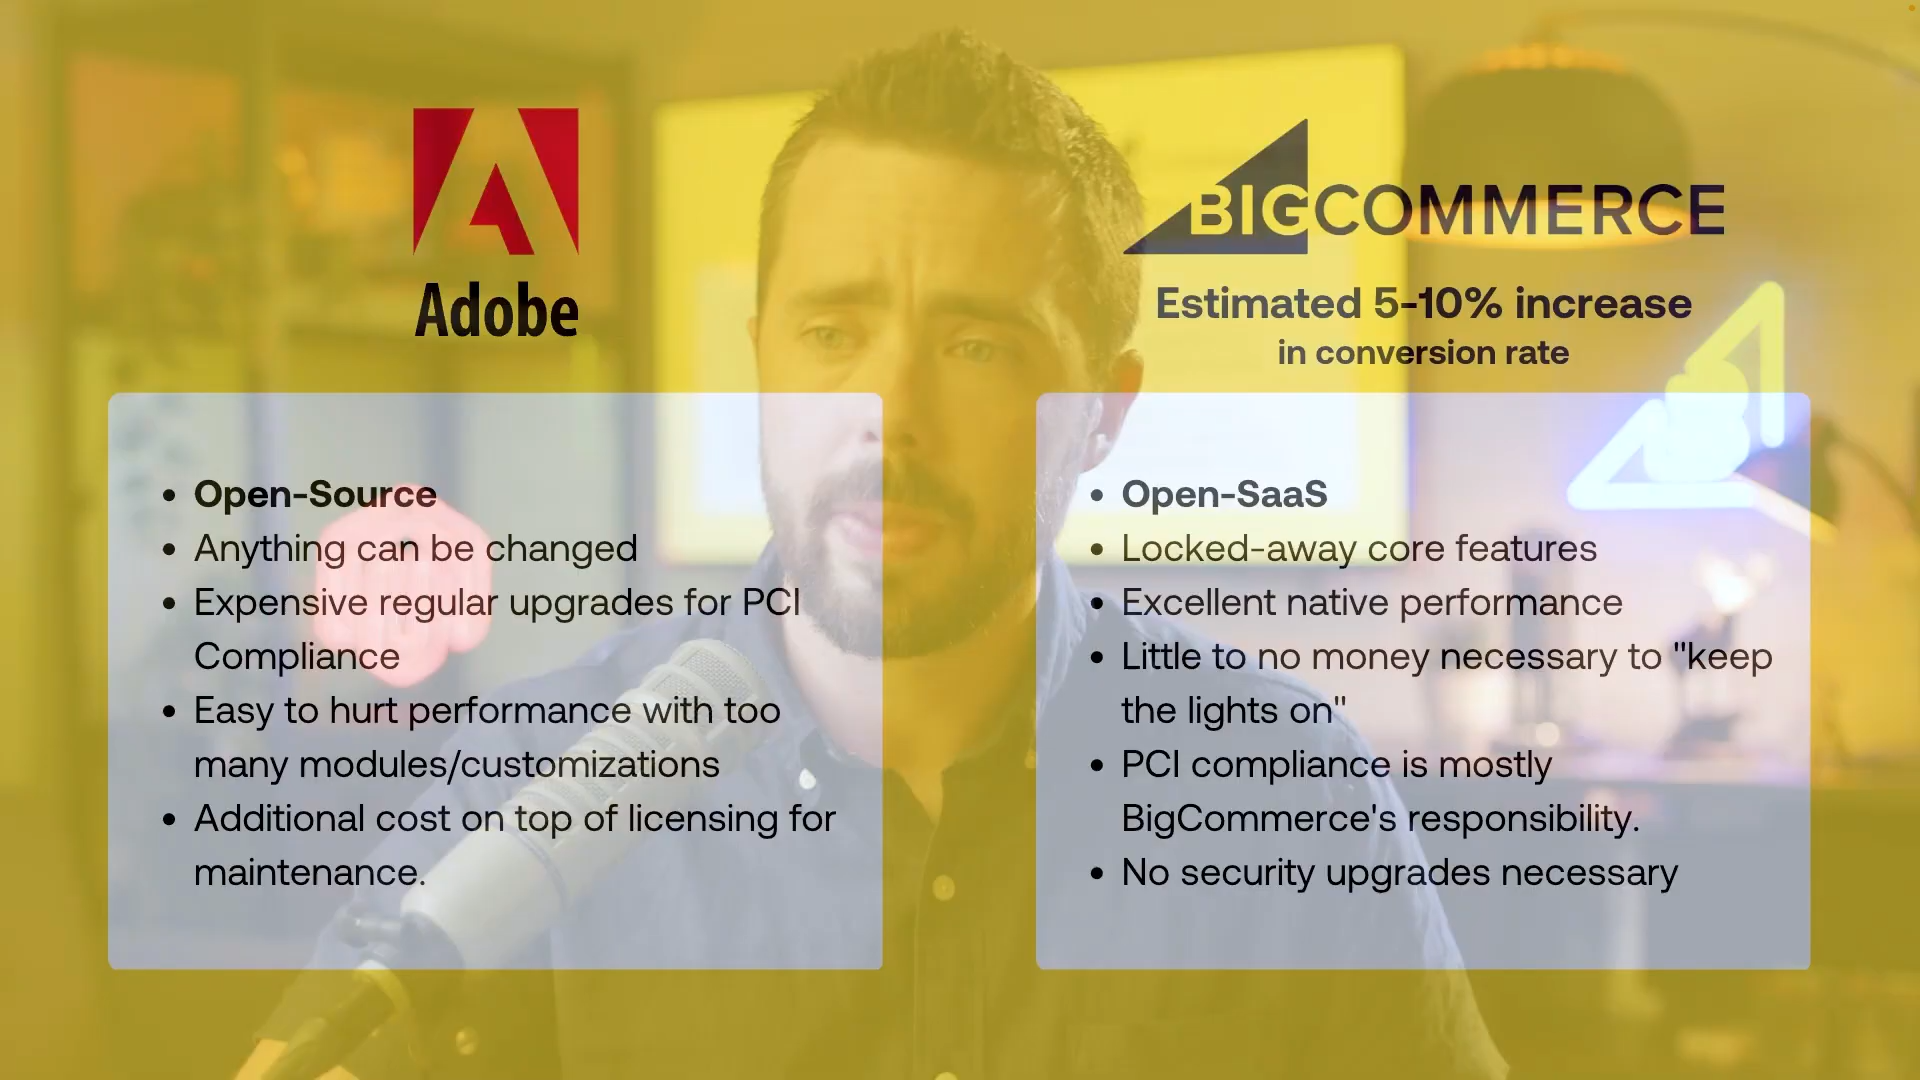 Adobe
BIGCOMMERCE
Estimated 5-10% increase
in conversion rate
• Open-Source
• Anything can be changed
• Expensive regular upgrades for PCI
Compliance
• Easy to hurt performance with too
many modules/customizations
• Additional cost on top of licensing for
maintenance.
• Open-SaaS
• Locked-away core features
• Excellent native performance
• Little to no money necessary to "keep
the lights on"
• PCI compliance is mostly
BigCommerce's responsibility.
• No security upgrades necessary